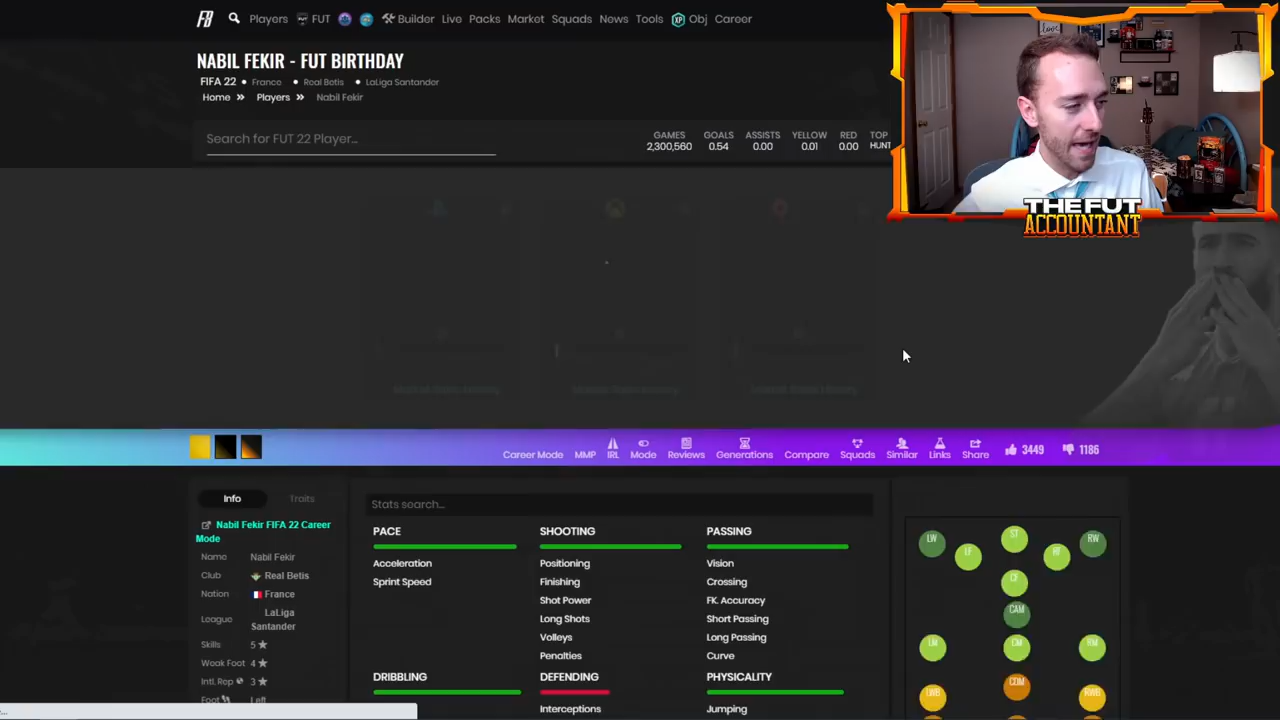 FB Players FUT Builder Live Packs Market Squads News Tools XP Obj Career
NABIL FEKIR - FUT BIRTHDAY
FIFA 22 • France • Real Betis • LaLiga Santander
Home » Players » Nabil Fekir
Search for FUT 22 Player...
GAMES GOALS ASSISTS YELLOW RED TOP
2,300,560 0.54 0.00 0.01 0.00 HUNT
THE FUT
ACCOUNTANT
Career Mode MMP IRL Mode Reviews Generations Compare Squads Similar Links Share 3449 1186
Info Traits
Nabil Fekir FIFA 22 Career
Mode
Name Nabil Fekir
Club Real Betis
Nation France
League LaLiga
Santander
Skills 5 ★
Weak Foot 4 ★
Intl. Rep 3 ★
Foot Left
Stats search...
PACE
Acceleration
Sprint Speed
SHOOTING
Positioning
Finishing
Shot Power
Long Shots
Volleys
Penalties
PASSING
Vision
Crossing
FK. Accuracy
Short Passing
Long Passing
Curve
DRIBBLING
DEFENDING
Interceptions
PHYSICALITY
Jumping
LW ST RW
LF RF
CF
CAM
LM CM RM
LWB CDM RWB